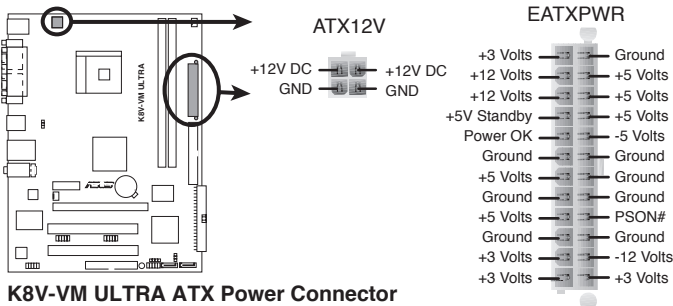 ATX12V
+12V DC +12V DC
GND GND
EATXPWR
+3 Volts Ground
+12 Volts +5 Volts
+12 Volts +5 Volts
+5V Standby +5 Volts
Power OK -5 Volts
Ground Ground
+5 Volts Ground
Ground Ground
+5 Volts PSON#
Ground Ground
+3 Volts -12 Volts
+3 Volts +3 Volts
K8V-VM ULTRA
ASUS
K8V-VM ULTRA ATX Power Connector